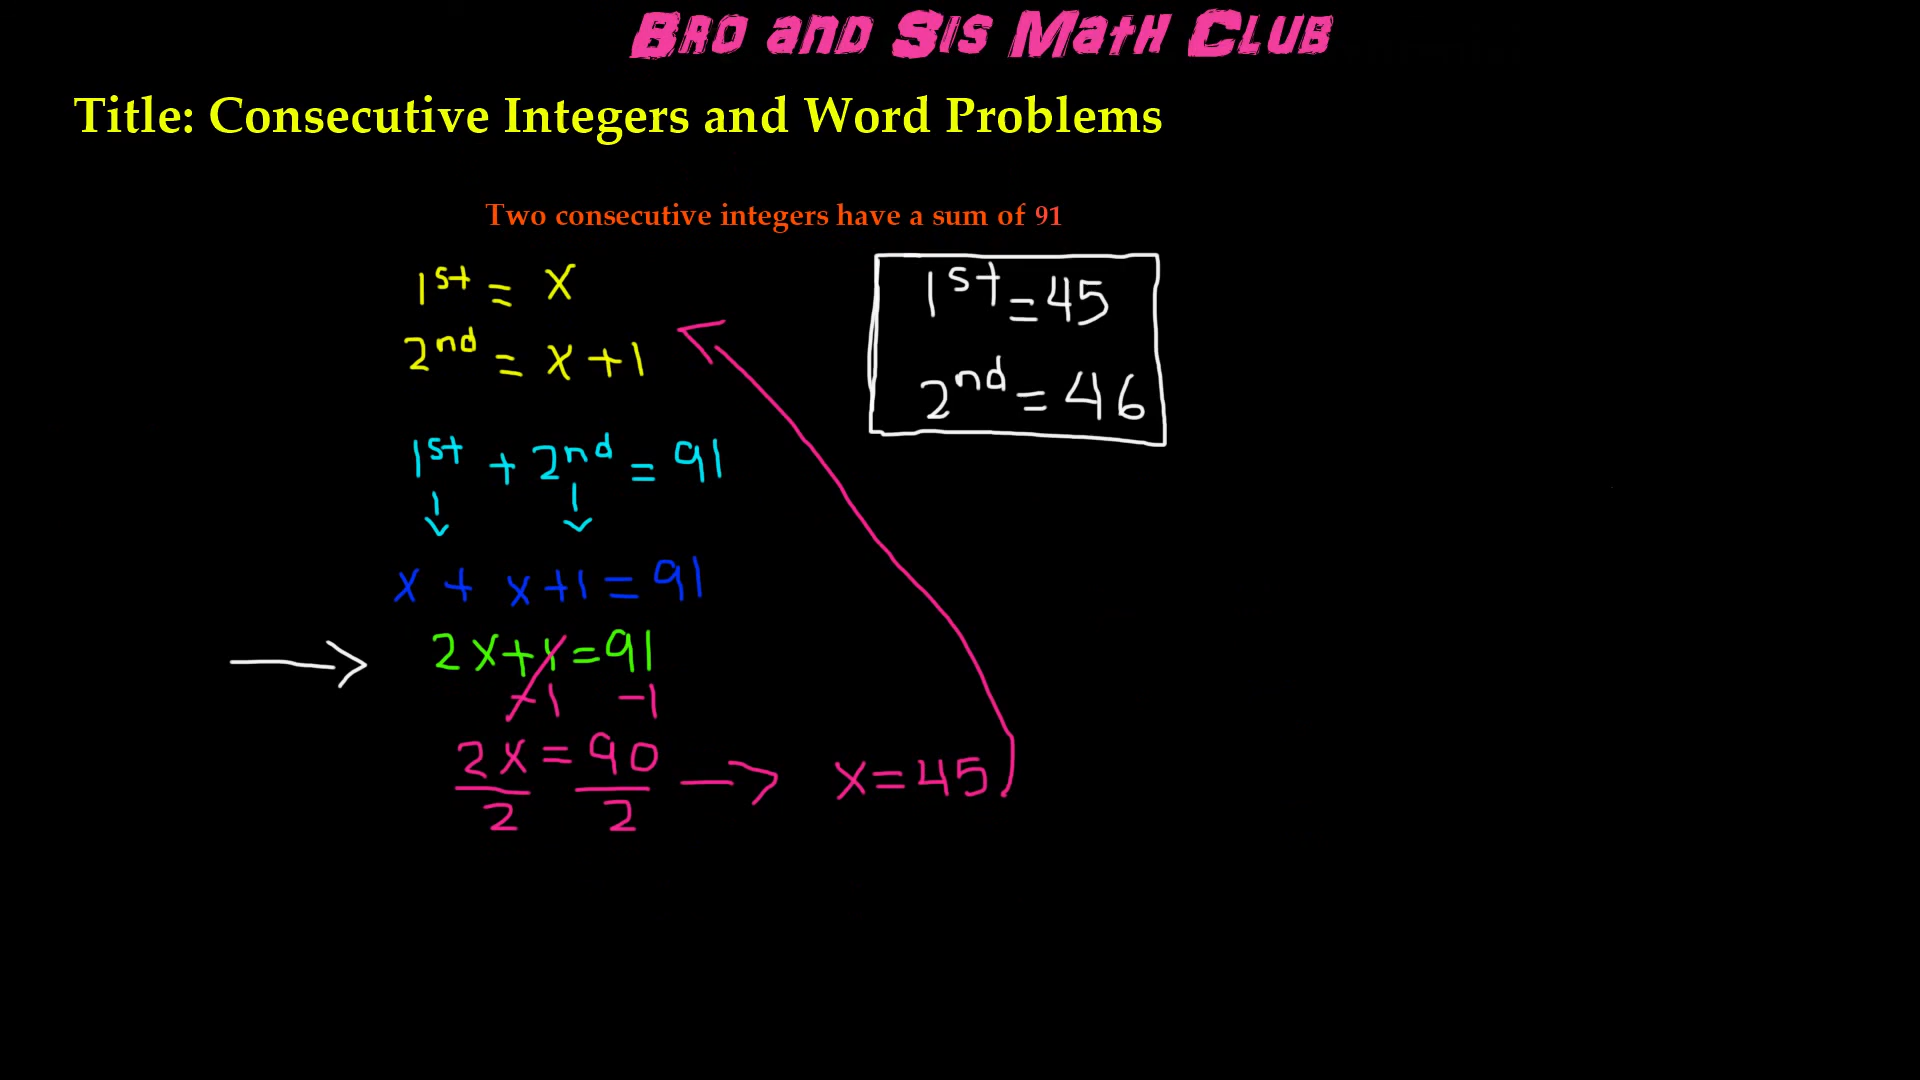 Bro and Sis Math Club
Title: Consecutive Integers and Word Problems
Two consecutive integers have a sum of 91
1st = x
2nd = x + 1
1st = 45
2nd = 46
1st + 2nd = 91
x + x + 1 = 91
2x + 1 = 91
-1 -1
2x = 90
2 2
x = 45